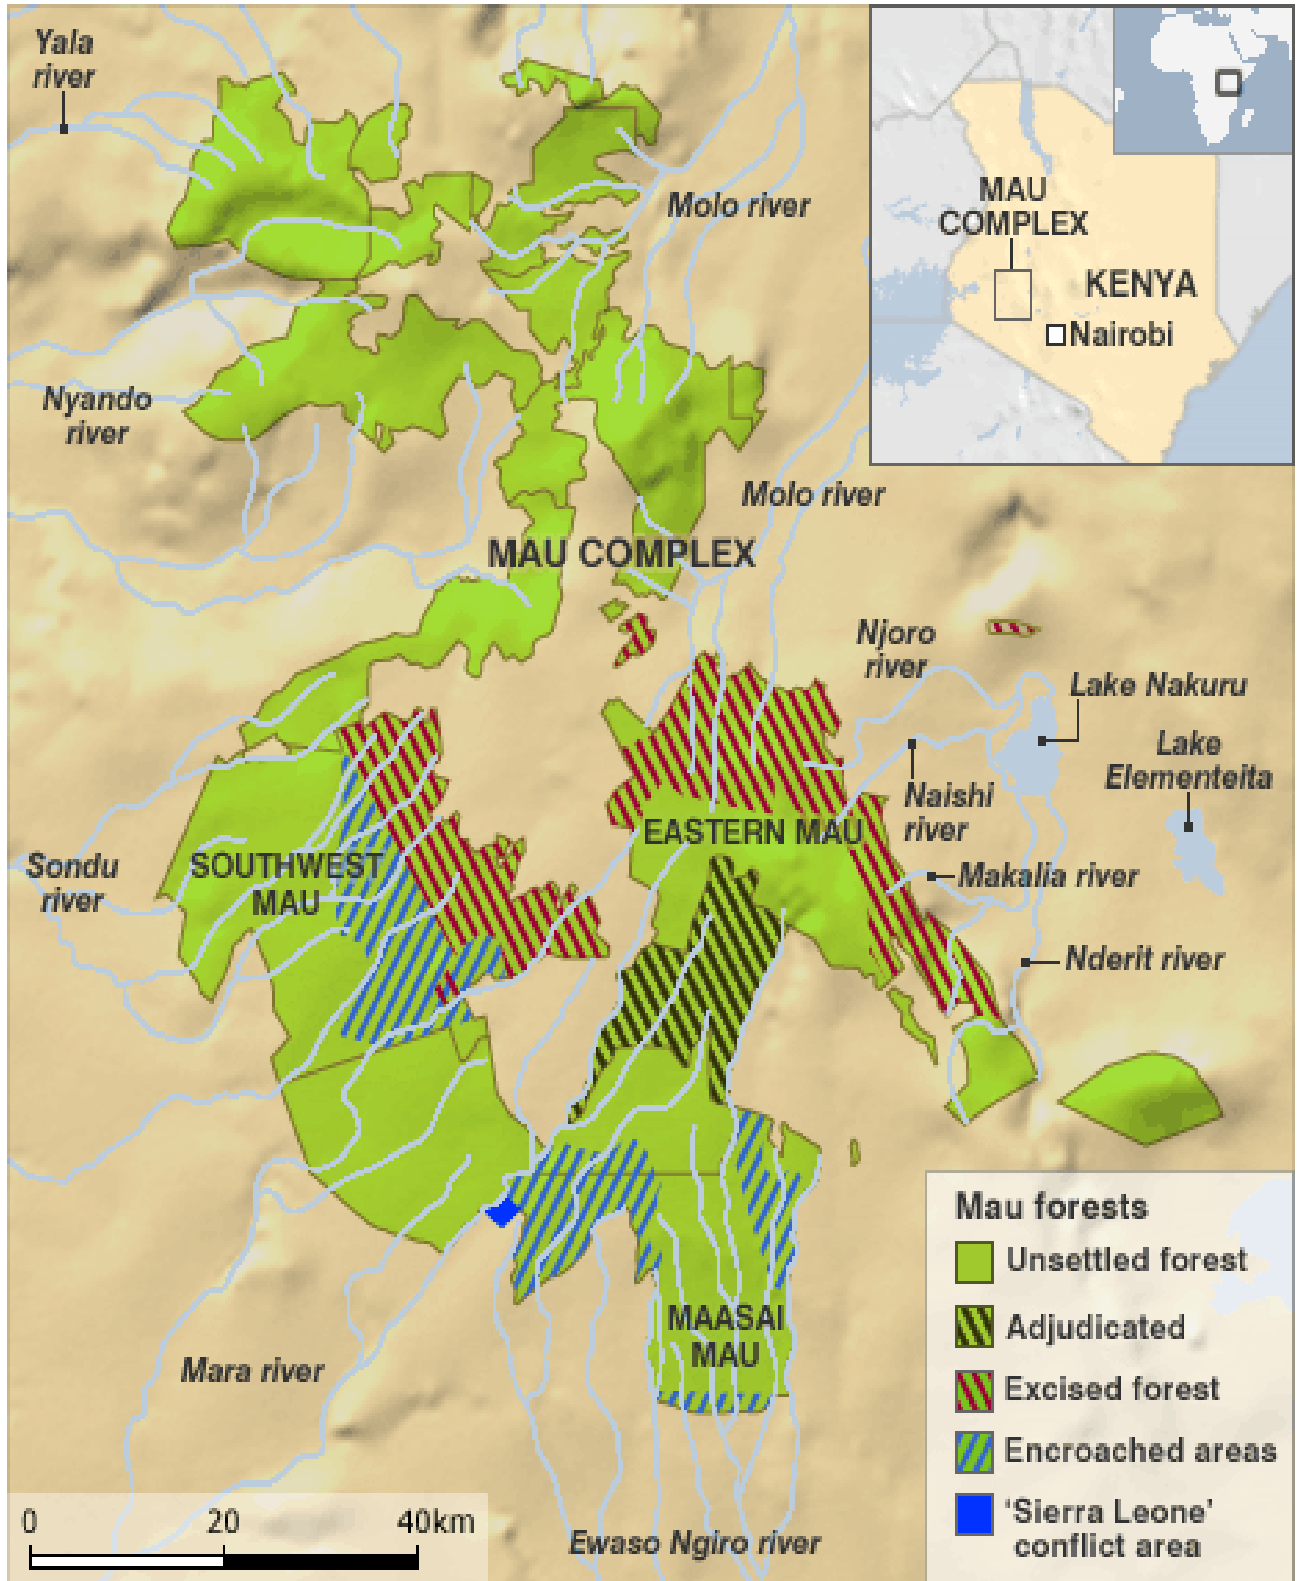 Yala
river
Molo river
MAU
COMPLEX
KENYA
Nairobi
Nyando
river
Molo river
MAU COMPLEX
Njoro
river
Lake Nakuru
Lake
Elementeita
Naishi
river
EASTERN MAU
SOUTHWEST
MAU
Sondu
river
Makalia river
Nderit river
MAASAI
MAU
Mara river
Ewaso Ngiro river
Mau forests
Unsettled forest
Adjudicated
Excised forest
Encroached areas
‘Sierra Leone’
conflict area
0 20 40km